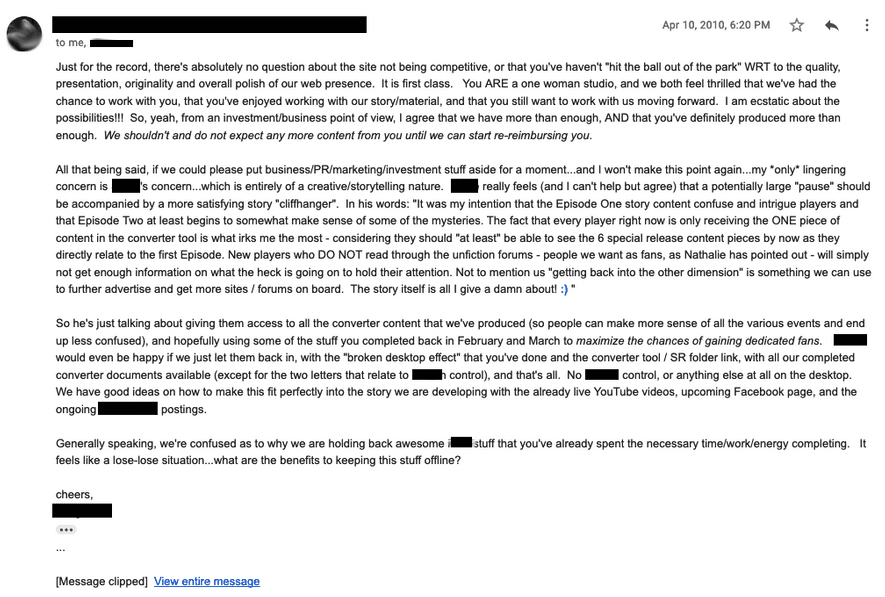 Apr 10, 2010, 6:20 PM
to me,
Just for the record, there's absolutely no question about the site not being competitive, or that you've haven't "hit the ball out of the park" WRT to the quality,
presentation, originality and overall polish of our web presence.  It is first class.   You ARE a one woman studio, and we both feel thrilled that we've had the
chance to work with you, that you've enjoyed working with our story/material, and that you still want to work with us moving forward.  I am ecstatic about the
possibilities!!!  So, yeah, from an investment/business point of view, I agree that we have more than enough, AND that you've definitely produced more than
enough.  We shouldn't and do not expect any more content from you until we can start re-reimbursing you.
All that being said, if we could please put business/PR/marketing/investment stuff aside for a moment...and I won't make this point again...my *only* lingering
concern is 's concern...which is entirely of a creative/storytelling nature.  really feels (and I can't help but agree) that a potentially large "pause" should
be accompanied by a more satisfying story "cliffhanger".  In his words: "It was my intention that the Episode One story content confuse and intrigue players and
that Episode Two at least begins to somewhat make sense of some of the mysteries. The fact that every player right now is only receiving the ONE piece of
content in the converter tool is what irks me the most - considering they should "at least" be able to see the 6 special release content pieces by now as they
directly relate to the first Episode. New players who DO NOT read through the unfiction forums - people we want as fans, as Nathalie has pointed out - will simply
not get enough information on what the heck is going on to hold their attention. Not to mention us "getting back into the other dimension" is something we can use
to further advertise and get more sites / forums on board.  The story itself is all I give a damn about! :) "
So he's just talking about giving them access to all the converter content that we've produced (so people can make more sense of all the various events and end
up less confused), and hopefully using some of the stuff you completed back in February and March to maximize the chances of gaining dedicated fans.
would even be happy if we just let them back in, with the "broken desktop effect" that you've done and the converter tool / SR folder link, with all our completed
converter documents available (except for the two letters that relate to control), and that's all.  No control, or anything else at all on the desktop.
We have good ideas on how to make this fit perfectly into the story we are developing with the already live YouTube videos, upcoming Facebook page, and the
ongoing postings.
Generally speaking, we're confused as to why we are holding back awesome stuff that you've already spent the necessary time/work/energy completing.   It
feels like a lose-lose situation...what are the benefits to keeping this stuff offline?
cheers,
...
[Message clipped]  View entire message